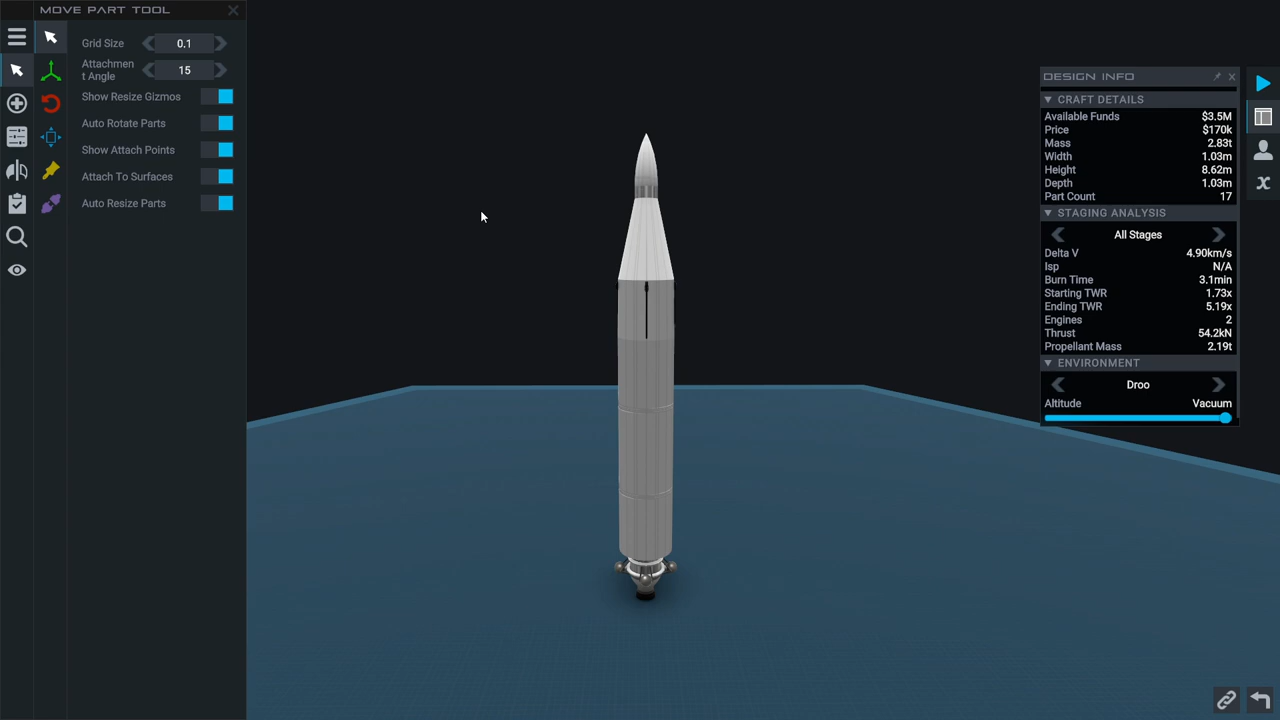 MOVE PART TOOL
Grid Size 0.1
Attachmen
t Angle 15
Show Resize Gizmos
Auto Rotate Parts
Show Attach Points
Attach To Surfaces
Auto Resize Parts
DESIGN INFO
CRAFT DETAILS
Available Funds $3.5M
Price $170k
Mass 2.83t
Width 1.03m
Height 8.62m
Depth 1.03m
Part Count 17
STAGING ANALYSIS
All Stages
Delta V 4.90km/s
Isp N/A
Burn Time 3.1min
Starting TWR 1.73x
Ending TWR 5.19x
Engines 2
Thrust 54.2kN
Propellant Mass 2.19t
ENVIRONMENT
Droo
Altitude Vacuum